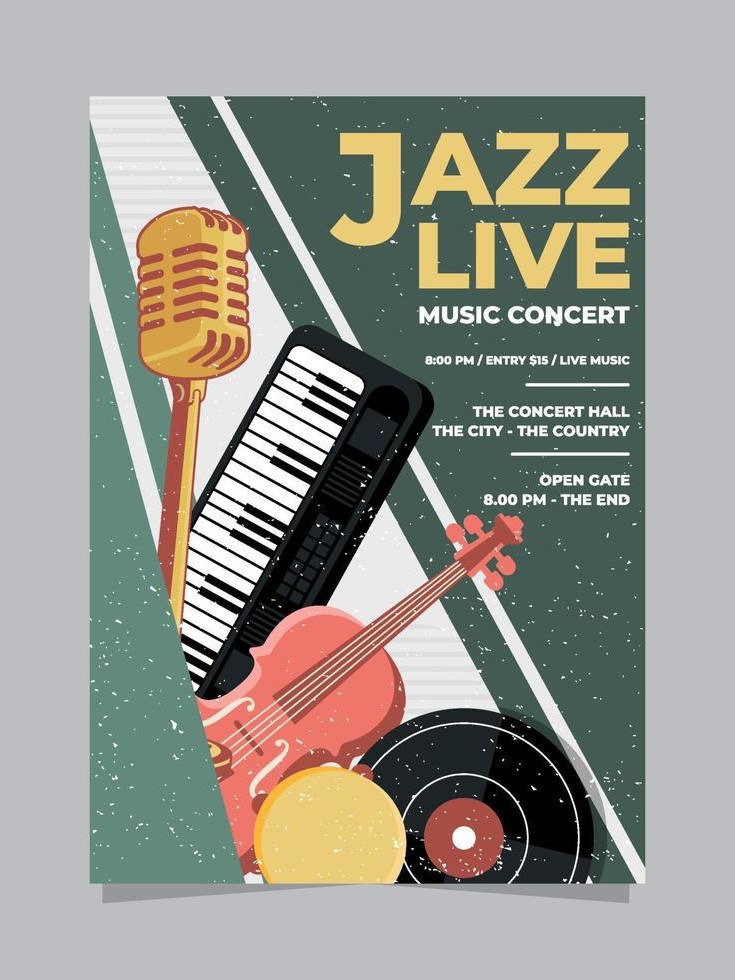 JAZZ
LIVE
MUSIC CONCERT
8:00 PM / ENTRY $15 / LIVE MUSIC
THE CONCERT HALL
THE CITY - THE COUNTRY
OPEN GATE
8.00 PM - THE END